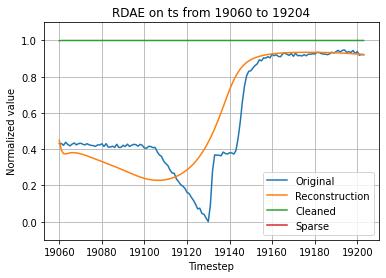 RDAE on ts from 19060 to 19204
Normalized value
1.0
0.8
0.6
0.4
0.2
0.0
Original
Reconstruction
Cleaned
Sparse
19060 19080 19100 19120 19140 19160 19180 19200
Timestep